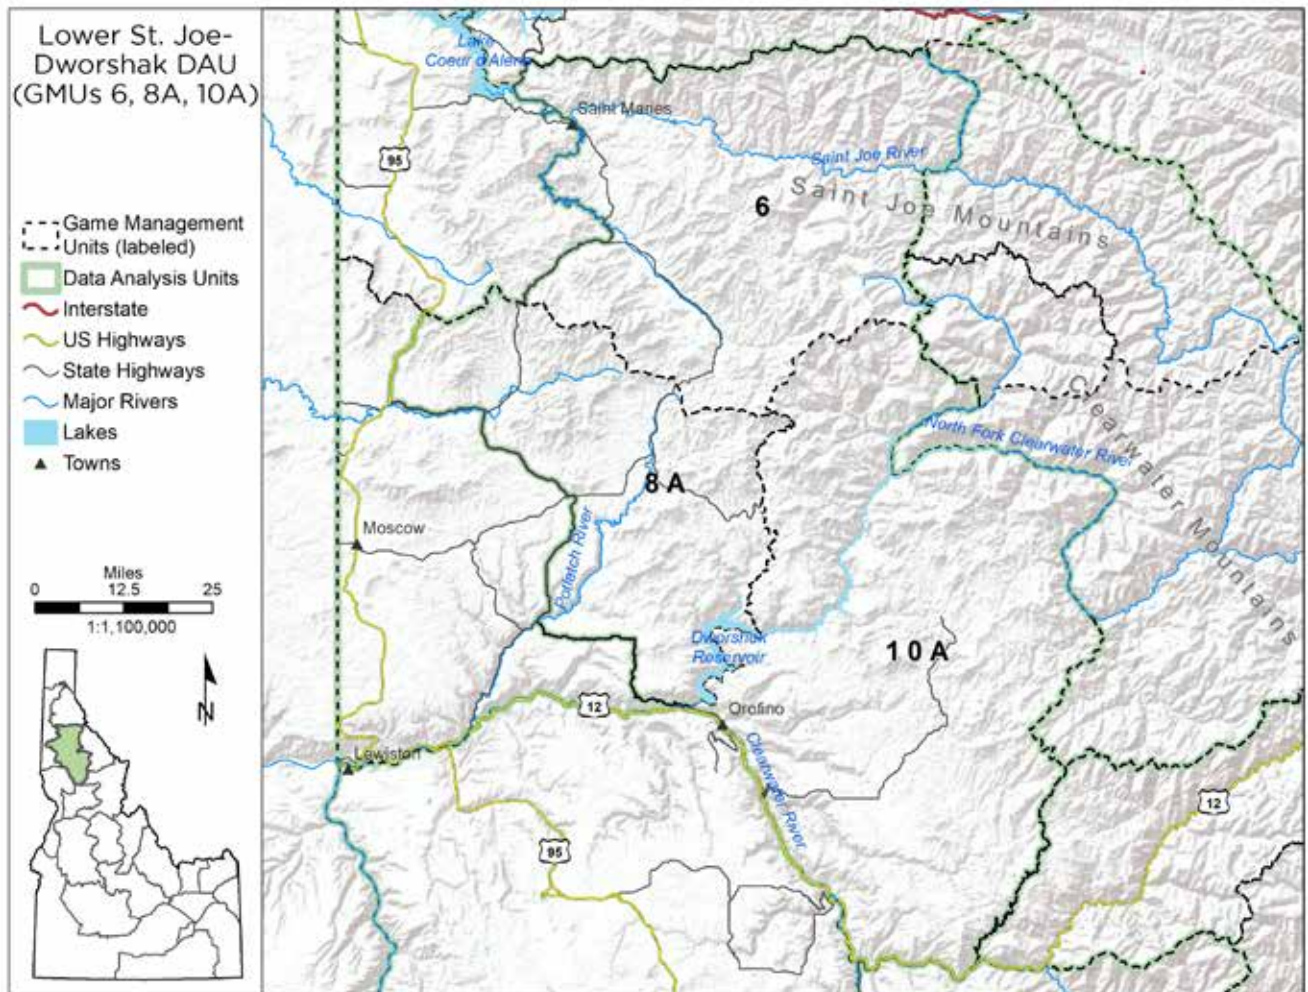 Lower St. Joe-
Dworshak DAU
(GMUs 6, 8A, 10A)
Game Management
Units (labeled)
Data Analysis Units
Interstate
US Highways
State Highways
Major Rivers
Lakes
Towns
Miles
0 12.5 25
1:1,100,000
N
Lake
Coeur d'Alene
Saint Maries
95
Saint Joe River
6
Saint Joe Mountains
North Fork Clearwater River
Clearwater Mountains
8A
Moscow
Potlatch River
Dworshak
Reservoir
10A
12
Orofino
Lewiston
Clearwater River
12
95